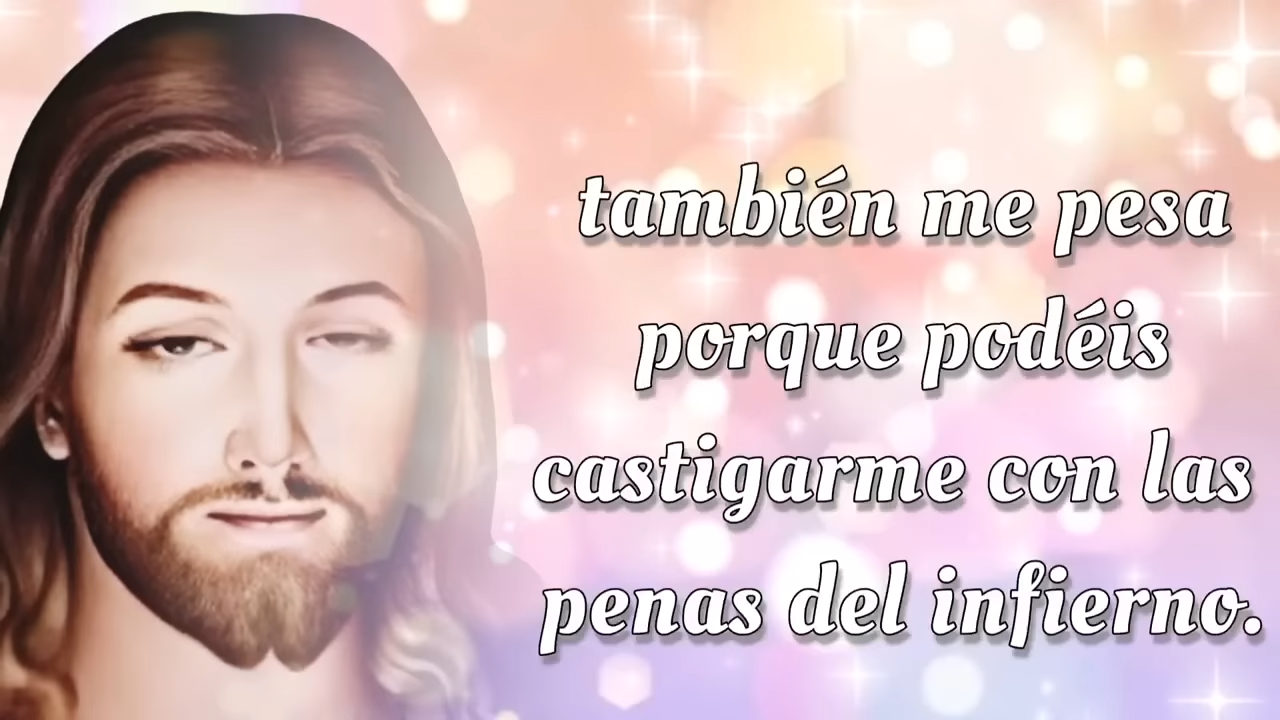 también me pesa
porque podéis
castigarme con las
penas del infierno.